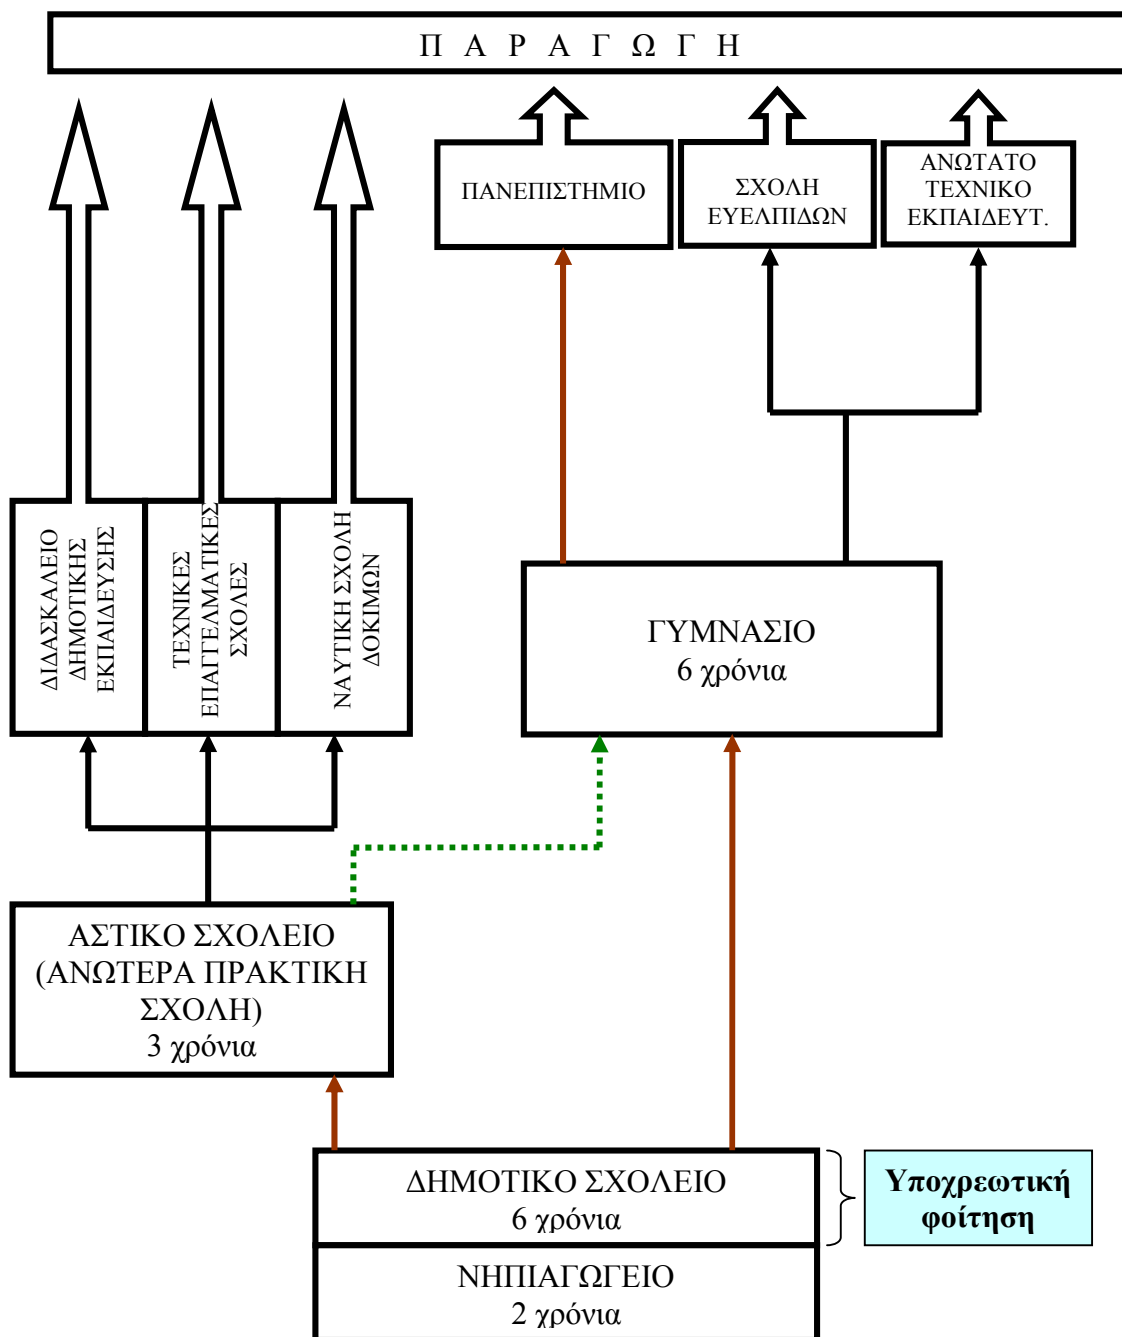 Π Α Ρ Α Γ Ω Γ Η
ΠΑΝΕΠΙΣΤΗΜΙΟ
ΣΧΟΛΗ
ΕΥΕΛΠΙΔΩΝ
ΑΝΩΤΑΤΟ
ΤΕΧΝΙΚΟ
ΕΚΠΑΙΔΕΥΤ.
ΔΙΔΑΣΚΑΛΕΙΟ
ΔΗΜΟΤΙΚΗΣ
ΕΚΠΑΙΔΕΥΣΗΣ
ΤΕΧΝΙΚΕΣ
ΕΠΑΓΓΕΛΜΑΤΙΚΕΣ
ΣΧΟΛΕΣ
ΝΑΥΤΙΚΗ ΣΧΟΛΗ
ΔΟΚΙΜΩΝ
ΓΥΜΝΑΣΙΟ
6 χρόνια
ΑΣΤΙΚΟ ΣΧΟΛΕΙΟ
(ΑΝΩΤΕΡΑ ΠΡΑΚΤΙΚΗ
ΣΧΟΛΗ)
3 χρόνια
ΔΗΜΟΤΙΚΟ ΣΧΟΛΕΙΟ
6 χρόνια
Υποχρεωτική
φοίτηση
ΝΗΠΙΑΓΩΓΕΙΟ
2 χρόνια